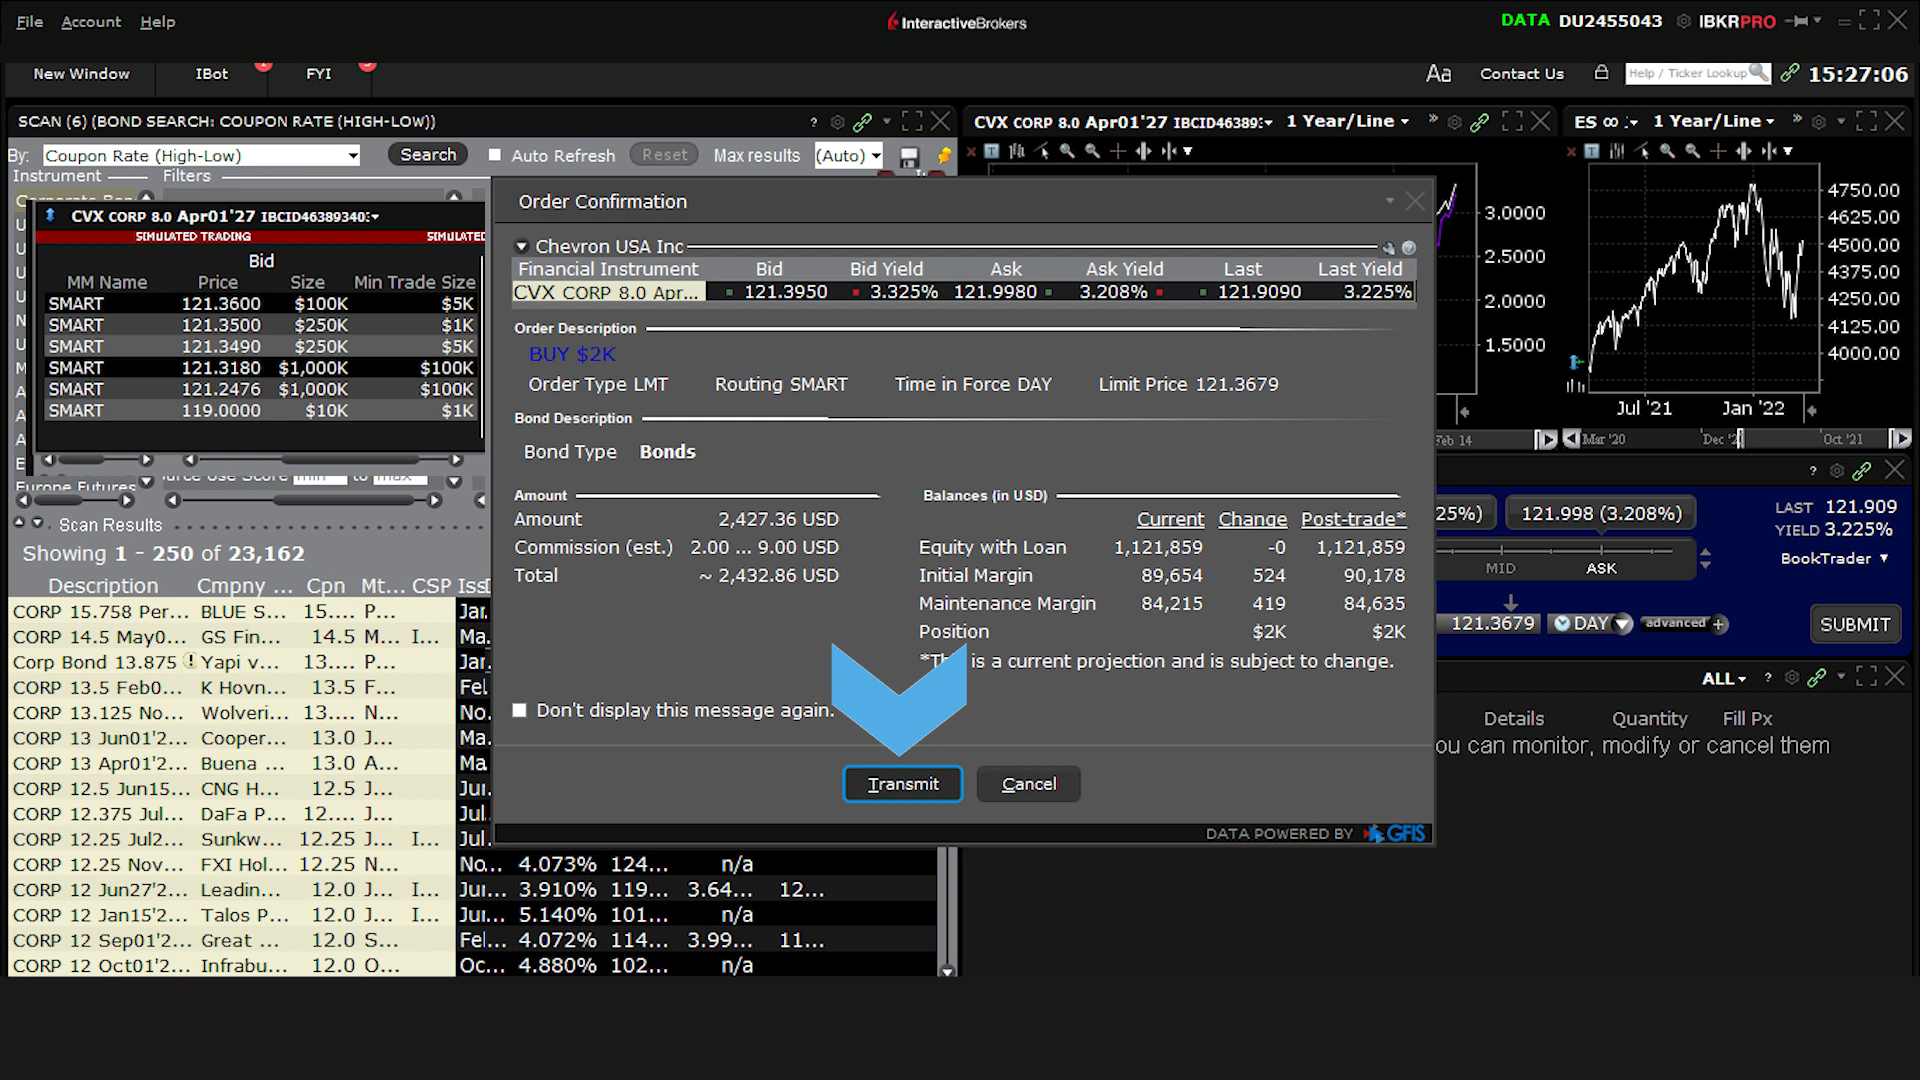 File Account Help
InteractiveBrokers
DATA DU2455043 IBKRPRO
New Window IBot FYI
Aa Contact Us Help / Ticker Lookup 15:27:06
SCAN (6) (BOND SEARCH: COUPON RATE (HIGH-LOW)) ?
By: Coupon Rate (High-Low) Search Auto Refresh Reset Max results (Auto)
Instrument Filters
CVX CORP 8.0 Apr01'27
SIMULATED TRADING SIMULATED
Bid
MM Name Price Size Min Trade Size
SMART 121.3600 $100K $5K
SMART 121.3500 $250K $1K
SMART 121.3490 $250K $5K
SMART 121.3180 $1,000K $100K
SMART 121.2476 $1,000K $100K
SMART 119.0000 $10K $1K
Europe Futures
Scan Results
Showing 1 - 250 of 23,162
Description Cmpny ... Cpn Mt... CSP Iss
CORP 15.758 Per... BLUE S... 15.... P... Jar
CORP 14.5 May0... GS Fin... 14.5 M... I... Ma
Corp Bond 13.875 Yapi v... 13.... P... Jar
CORP 13.5 Feb0... K Hovn... 13.5 F... Fel
CORP 13.125 No... Wolveri... 13.... N... No.
CORP 13 Jun01'2... Cooper... 13.0 J... Ma.
CORP 13 Apr01'2... Buena ... 13.0 A... Ma.
CORP 12.5 Jun15... CNG H... 12.5 J... Jur.
CORP 12.375 Jul... DaFa P... 12.... J... Jul.
CORP 12.25 Jul2... Sunkw... 12.25 J... I... Jul.
CORP 12.25 Nov... FXI Hol... 12.25 N... No... 4.073% 124... n/a
CORP 12 Jun27'2... Leadin... 12.0 J... I... Jur... 3.910% 119... 3.64... 12...
CORP 12 Jan15'2... Talos P... 12.0 J... I... Jur... 5.140% 101... n/a
CORP 12 Sep01'2... Great ... 12.0 S... Fel... 4.072% 114... 3.99... 11...
CORP 12 Oct01'2... Infrabu... 12.0 O... Oc... 4.880% 102... n/a
Order Confirmation
Chevron USA Inc
Financial Instrument Bid Bid Yield Ask Ask Yield Last Last Yield
CVX CORP 8.0 Apr... 121.3950 3.325% 121.9980 3.208% 121.9090 3.225%
Order Description
BUY $2K
Order Type LMT Routing SMART Time in Force DAY Limit Price 121.3679
Bond Description
Bond Type Bonds
Amount
Amount 2,427.36 USD
Commission (est.) 2.00 ... 9.00 USD
Total ~ 2,432.86 USD
Balances (in USD)
Current Change Post-trade*
Equity with Loan 1,121,859 -0 1,121,859
Initial Margin 89,654 524 90,178
Maintenance Margin 84,215 419 84,635
Position $2K $2K
is a current projection and is subject to change.
Don't display this message again.
Transmit Cancel
DATA POWERED BY GFIS
CVX CORP 8.0 Apr01'27 1 Year/Line
3.0000
2.5000
2.0000
1.5000
Feb 14
ES ∞ 1 Year/Line
4750.00
4625.00
4500.00
4375.00
4250.00
4125.00
4000.00
Jul '21 Jan '22
Mar '20 Oct '21
?
25%) 121.998 (3.208%) LAST 121.909
YIELD 3.225%
MID ASK BookTrader
121.3679 DAY advanced + SUBMIT
ALL ?
Details Quantity Fill Px
ou can monitor, modify or cancel them